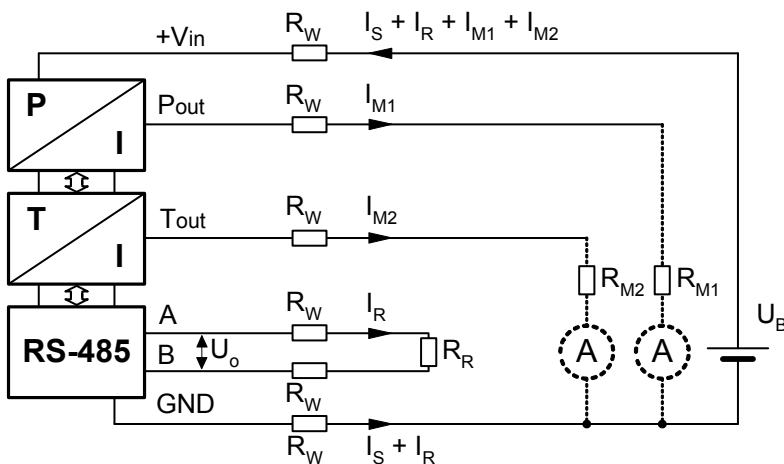 +Vin R_W I_S + I_R + I_M1 + I_M2
P I Pout R_W I_M1
T I Tout R_W I_M2
R_M2 R_M1
A R_W I_R
RS-485 B U_o R_R A A U_B
GND R_W
R_W I_S + I_R